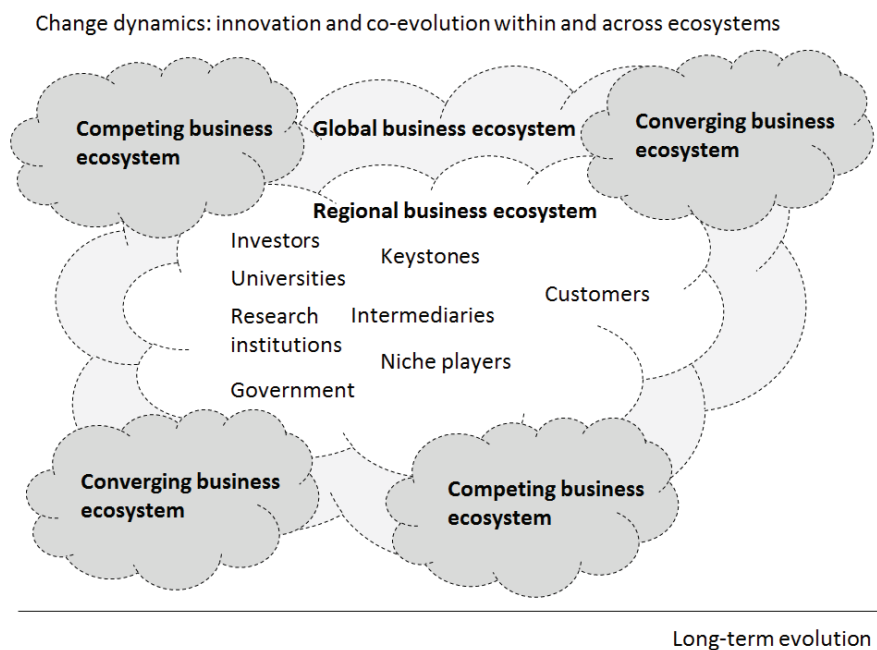 Change dynamics: innovation and co-evolution within and across ecosystems
Competing business
ecosystem
Global business ecosystem
Converging business
ecosystem
Regional business ecosystem
Investors
Keystones
Universities
Customers
Research
institutions
Intermediaries
Niche players
Government
Converging business
ecosystem
Competing business
ecosystem
Long-term evolution